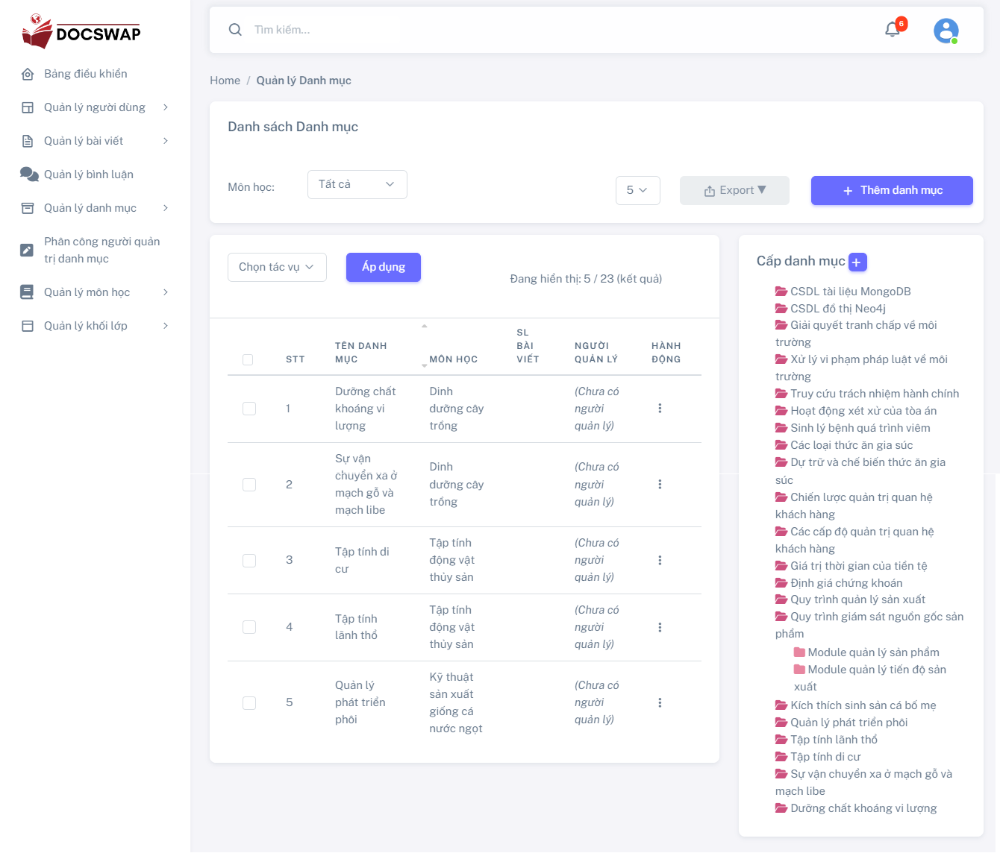 DOCSWAP
Tìm kiếm...
6
Bảng điều khiển
Quản lý người dùng
Quản lý bài viết
Quản lý bình luận
Quản lý danh mục
Phân công người quản
trị danh mục
Quản lý môn học
Quản lý khối lớp
Home / Quản lý Danh mục
Danh sách Danh mục
Môn học:
Tất cả
5
Export ▼
+ Thêm danh mục
Chọn tác vụ
Áp dụng
Đang hiển thị: 5 / 23 (kết quả)
STT
TÊN DANH
MỤC
MÔN HỌC
SL
BÀI
VIẾT
NGƯỜI
QUẢN LÝ
HÀNH
ĐỘNG
1
Dưỡng chất
khoáng vi
lượng
Dinh
dưỡng cây
trồng
(Chưa có
người
quản lý)
2
Sự vận
chuyển xa ở
mạch gỗ và
mạch libe
Dinh
dưỡng cây
trồng
(Chưa có
người
quản lý)
3
Tập tính di
cư
Tập tính
động vật
thủy sản
(Chưa có
người
quản lý)
4
Tập tính
lãnh thổ
Tập tính
động vật
thủy sản
(Chưa có
người
quản lý)
5
Quản lý
phát triển
phôi
Kỹ thuật
sản xuất
giống cá
nước ngọt
(Chưa có
người
quản lý)
Cấp danh mục +
CSDL tài liệu MongoDB
CSDL đồ thị Neo4j
Giải quyết tranh chấp về môi
trường
Xử lý vi phạm pháp luật về môi
trường
Truy cứu trách nhiệm hành chính
Hoạt động xét xử của tòa án
Sinh lý bệnh quá trình viêm
Các loại thức ăn gia súc
Dự trữ và chế biến thức ăn gia
súc
Chiến lược quản trị quan hệ
khách hàng
Các cấp độ quản trị quan hệ
khách hàng
Giá trị thời gian của tiền tệ
Định giá chứng khoán
Quy trình quản lý sản xuất
Quy trình giám sát nguồn gốc sản
phẩm
Module quản lý sản phẩm
Module quản lý tiến độ sản
xuất
Kích thích sinh sản cá bố mẹ
Quản lý phát triển phôi
Tập tính lãnh thổ
Tập tính di cư
Sự vận chuyển xa ở mạch gỗ và
mạch libe
Dưỡng chất khoáng vi lượng